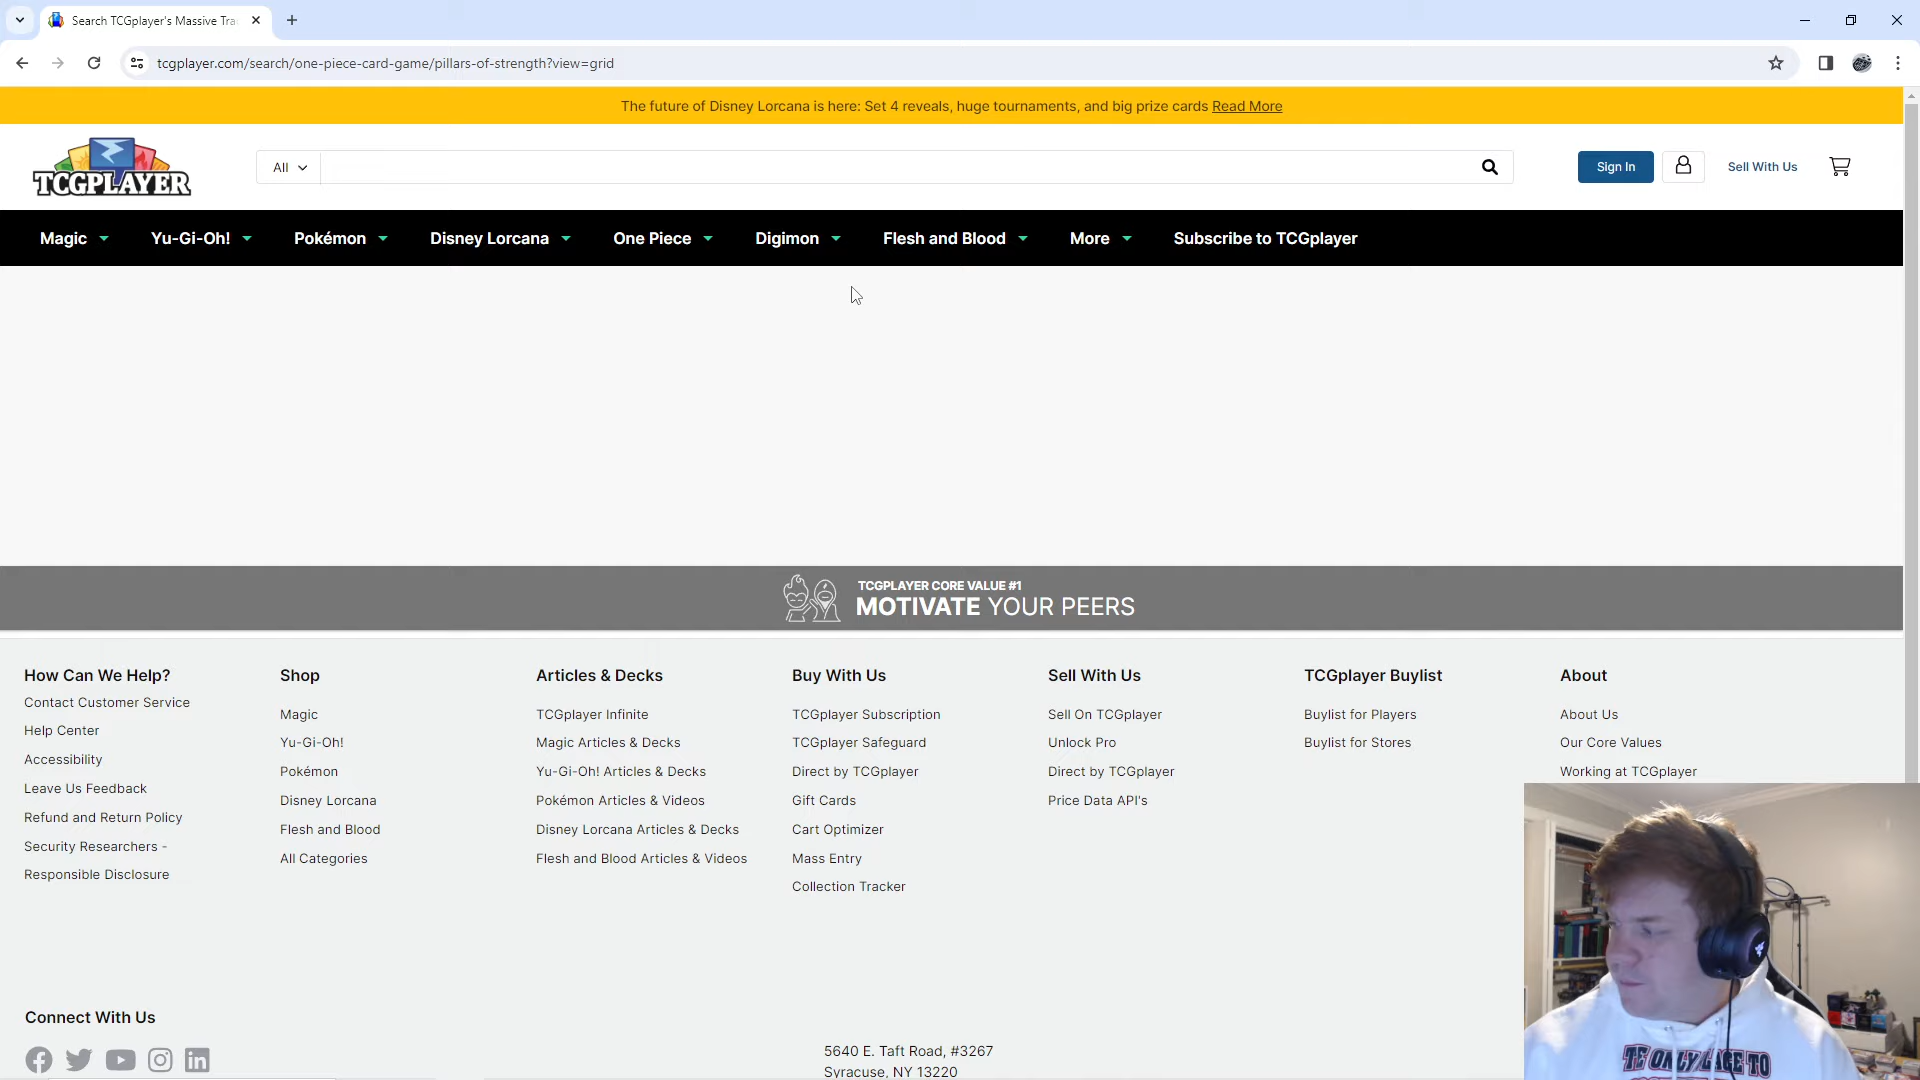 Search TCGplayer's Massive Tra
tcgplayer.com/search/one-piece-card-game/pillars-of-strength?view=grid
The future of Disney Lorcana is here: Set 4 reveals, huge tournaments, and big prize cards Read More
TCGPLAYER
All
Sign In
Sell With Us
Magic
Yu-Gi-Oh!
Pokémon
Disney Lorcana
One Piece
Digimon
Flesh and Blood
More
Subscribe to TCGplayer
TCGPLAYER CORE VALUE #1
MOTIVATE YOUR PEERS
How Can We Help?
Contact Customer Service
Help Center
Accessibility
Leave Us Feedback
Refund and Return Policy
Security Researchers -
Responsible Disclosure
Shop
Magic
Yu-Gi-Oh!
Pokémon
Disney Lorcana
Flesh and Blood
All Categories
Articles & Decks
TCGplayer Infinite
Magic Articles & Decks
Yu-Gi-Oh! Articles & Decks
Pokémon Articles & Videos
Disney Lorcana Articles & Decks
Flesh and Blood Articles & Videos
Buy With Us
TCGplayer Subscription
TCGplayer Safeguard
Direct by TCGplayer
Gift Cards
Cart Optimizer
Mass Entry
Collection Tracker
Sell With Us
Sell On TCGplayer
Unlock Pro
Direct by TCGplayer
Price Data API's
TCGplayer Buylist
Buylist for Players
Buylist for Stores
About
About Us
Our Core Values
Working at TCGplayer
Connect With Us
5640 E. Taft Road, #3267
Syracuse, NY 13220